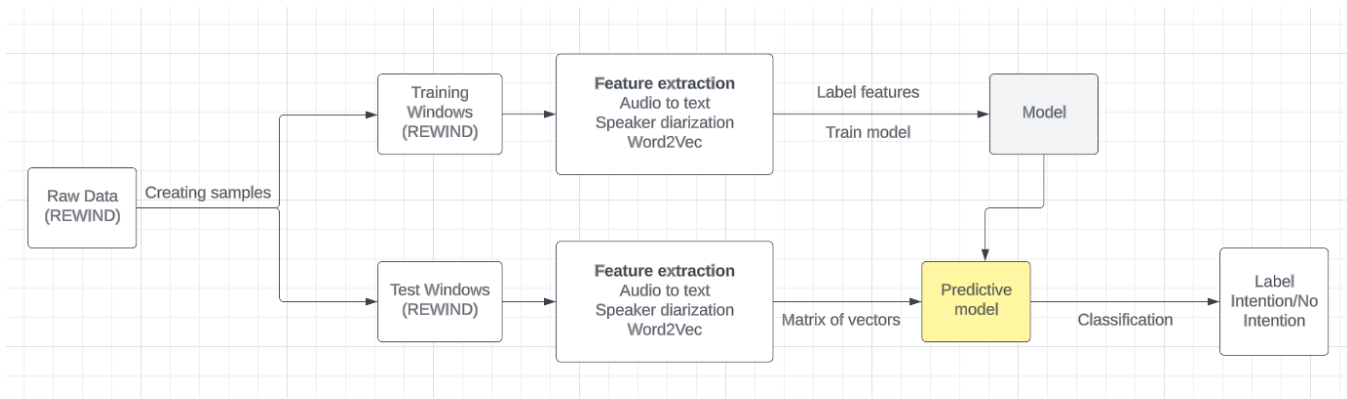 Raw Data
(REWIND)
Creating samples
Training
Windows
(REWIND)
Feature extraction
Audio to text
Speaker diarization
Word2Vec
Label features
Train model
Model
Test Windows
(REWIND)
Feature extraction
Audio to text
Speaker diarization
Word2Vec
Matrix of vectors
Predictive
model
Classification
Label
Intention/No
Intention